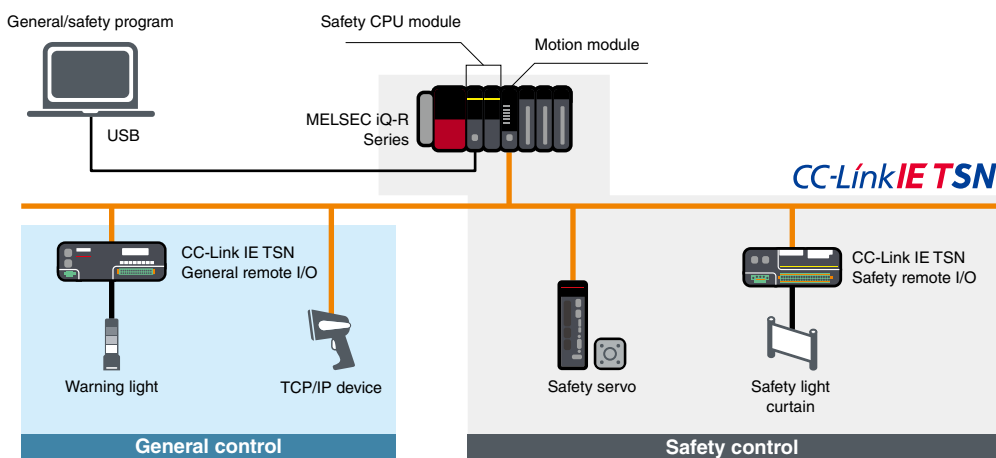 General/safety program
Safety CPU module
Motion module
MELSEC iQ-R
Series
USB
CC-Link IE TSN
CC-Link IE TSN
General remote I/O
CC-Link IE TSN
Safety remote I/O
Warning light
TCP/IP device
Safety servo
Safety light
curtain
General control
Safety control